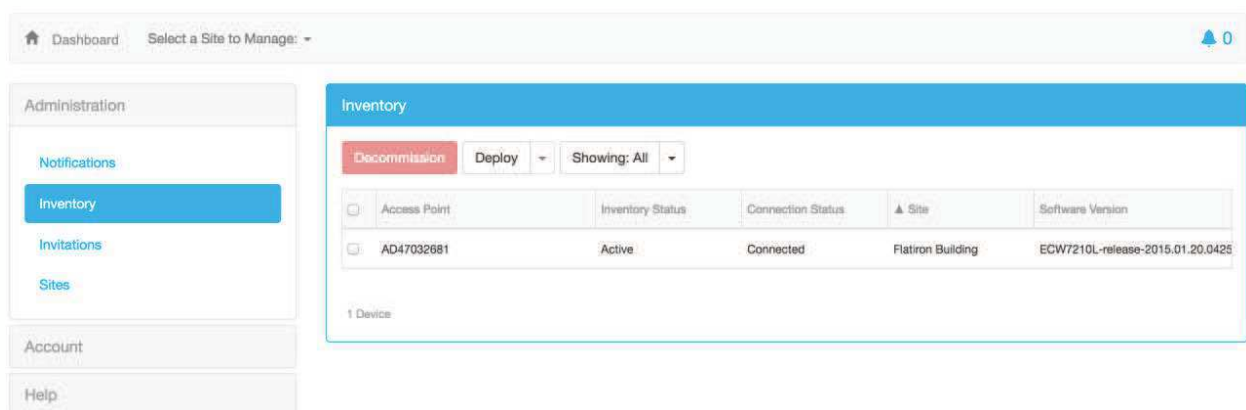 Dashboard Select a Site to Manage: 0
Administration
Notifications
Inventory
Invitations
Sites
Account
Help
Inventory
Decommission Deploy Showing: All
Access Point Inventory Status Connection Status ▲ Site Software Version
AD47032681 Active Connected Flatiron Building ECW7210L-release-2015.01.20.0425
1 Device